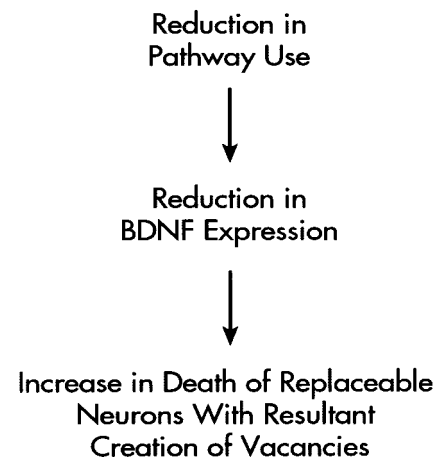 Reduction in
Pathway Use
Reduction in
BDNF Expression
Increase in Death of Replaceable
Neurons With Resultant
Creation of Vacancies